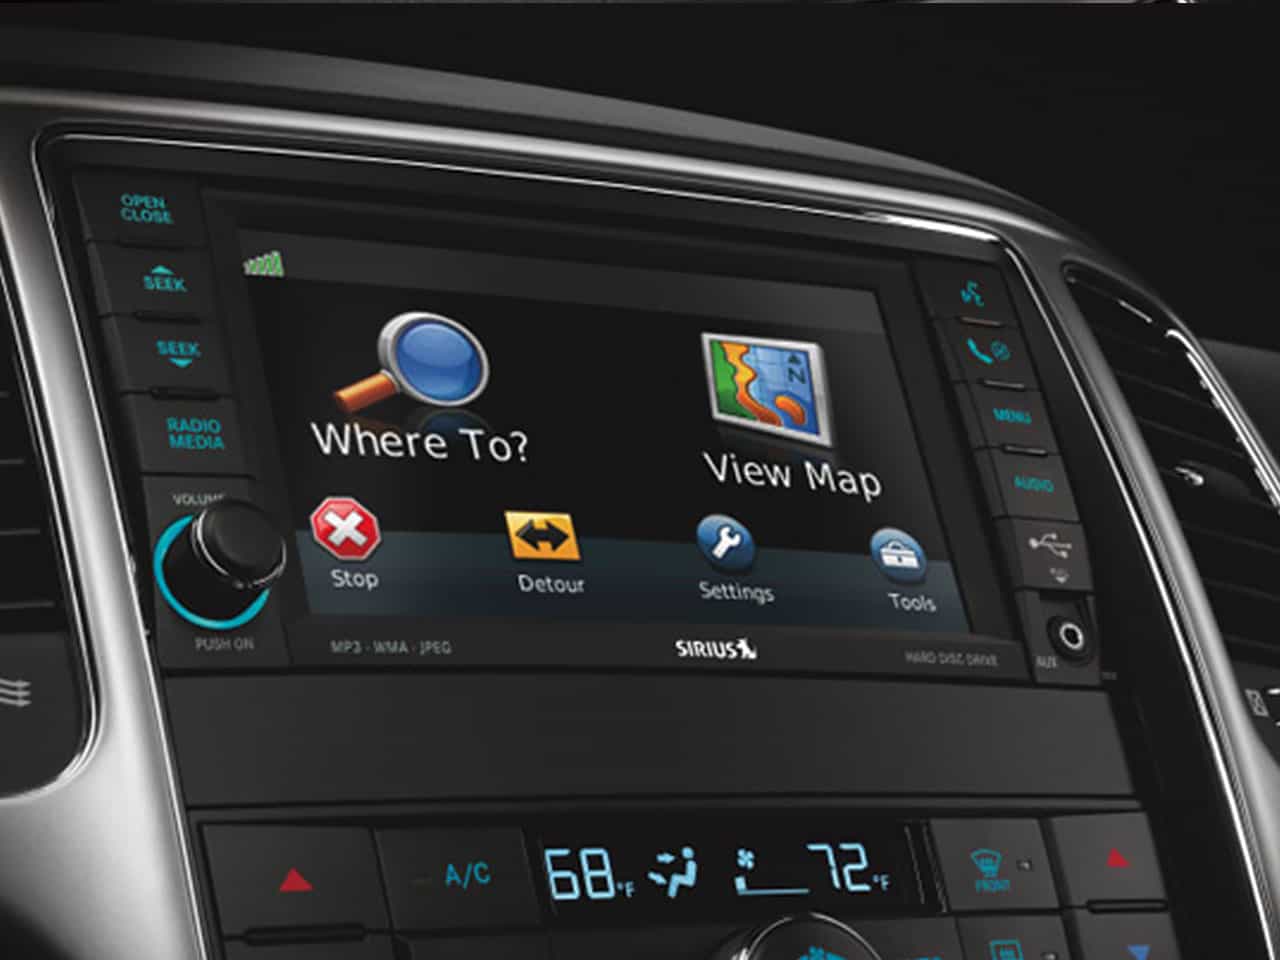 OPEN
CLOSE
SEEK
SEEK
RADIO
MEDIA
VOLUME
PUSH ON
Where To?
View Map
N
Stop
Detour
Settings
Tools
MP3 · WMA · JPEG
SIRIUS
HARD DISC DRIVE
MENU
AUDIO
AUX
A/C
68°F
72°F
FRONT